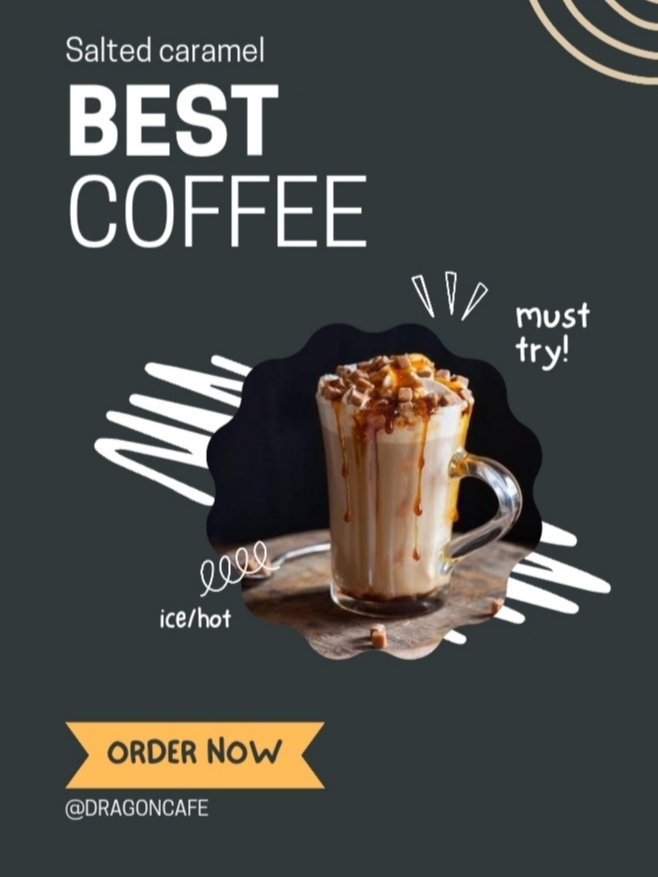 Salted caramel
BEST
COFFEE
must
try!
ice/hot
ORDER NOW
@DRAGONCAFE